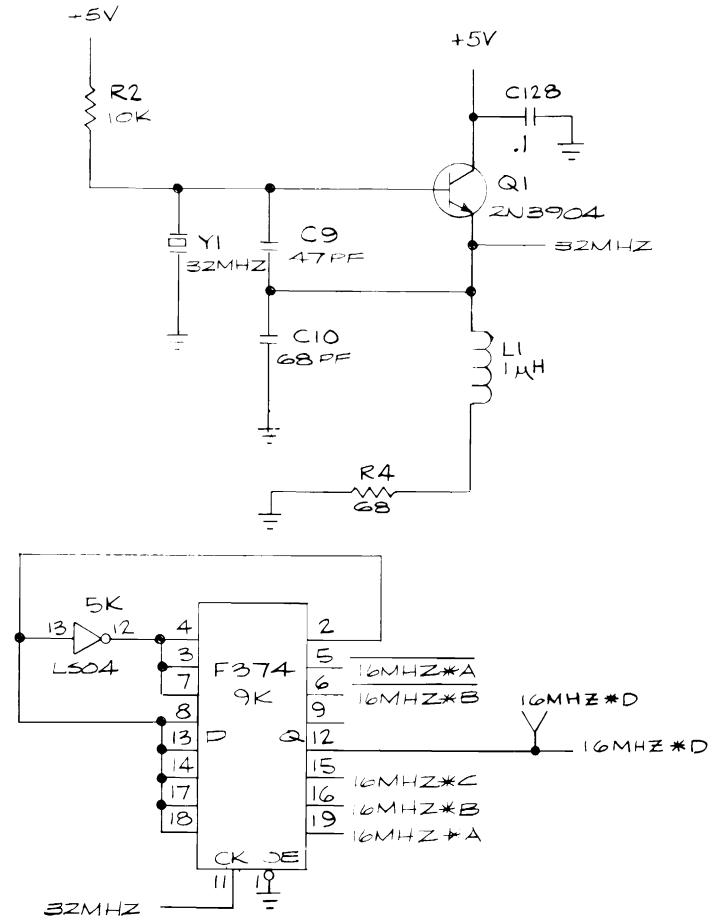 +5V
+5V
R2
10K
C128
.1
Q1
2N3904
Y1
32MHZ
C9
47PF
32MHZ
C10
68PF
L1
1μH
R4
68
5K
13
12
LS04
4
2
3
F374
5
16MHZ*A
7
9K
6
16MHZ*B
8
9
16MHZ*D
13
D
Q
12
16MHZ*D
14
15
16MHZ*C
17
16
16MHZ*B
18
19
16MHZ*A
CK
OE
11
1
32MHZ